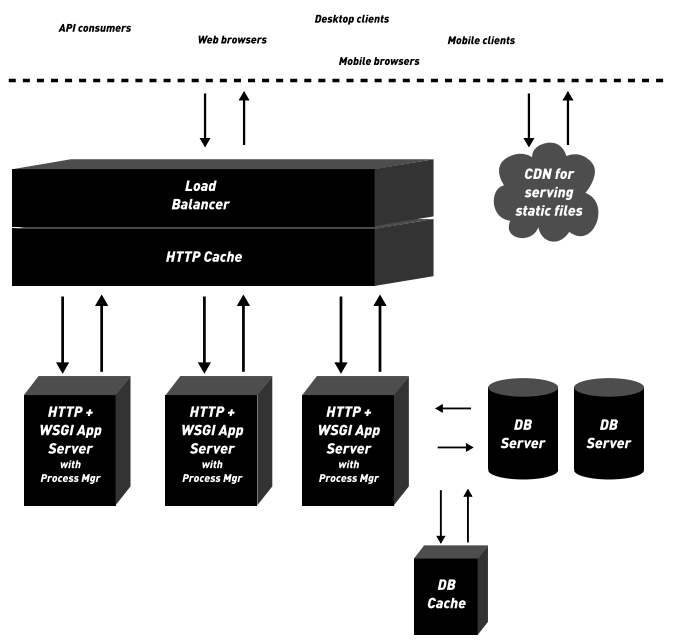 API consumers
Web browsers
Desktop clients
Mobile browsers
Mobile clients
Load
Balancer
HTTP Cache
CDN for
serving
static files
HTTP +
WSGI App
Server
with
Process Mgr
HTTP +
WSGI App
Server
with
Process Mgr
HTTP +
WSGI App
Server
with
Process Mgr
DB
Server
DB
Server
DB
Cache